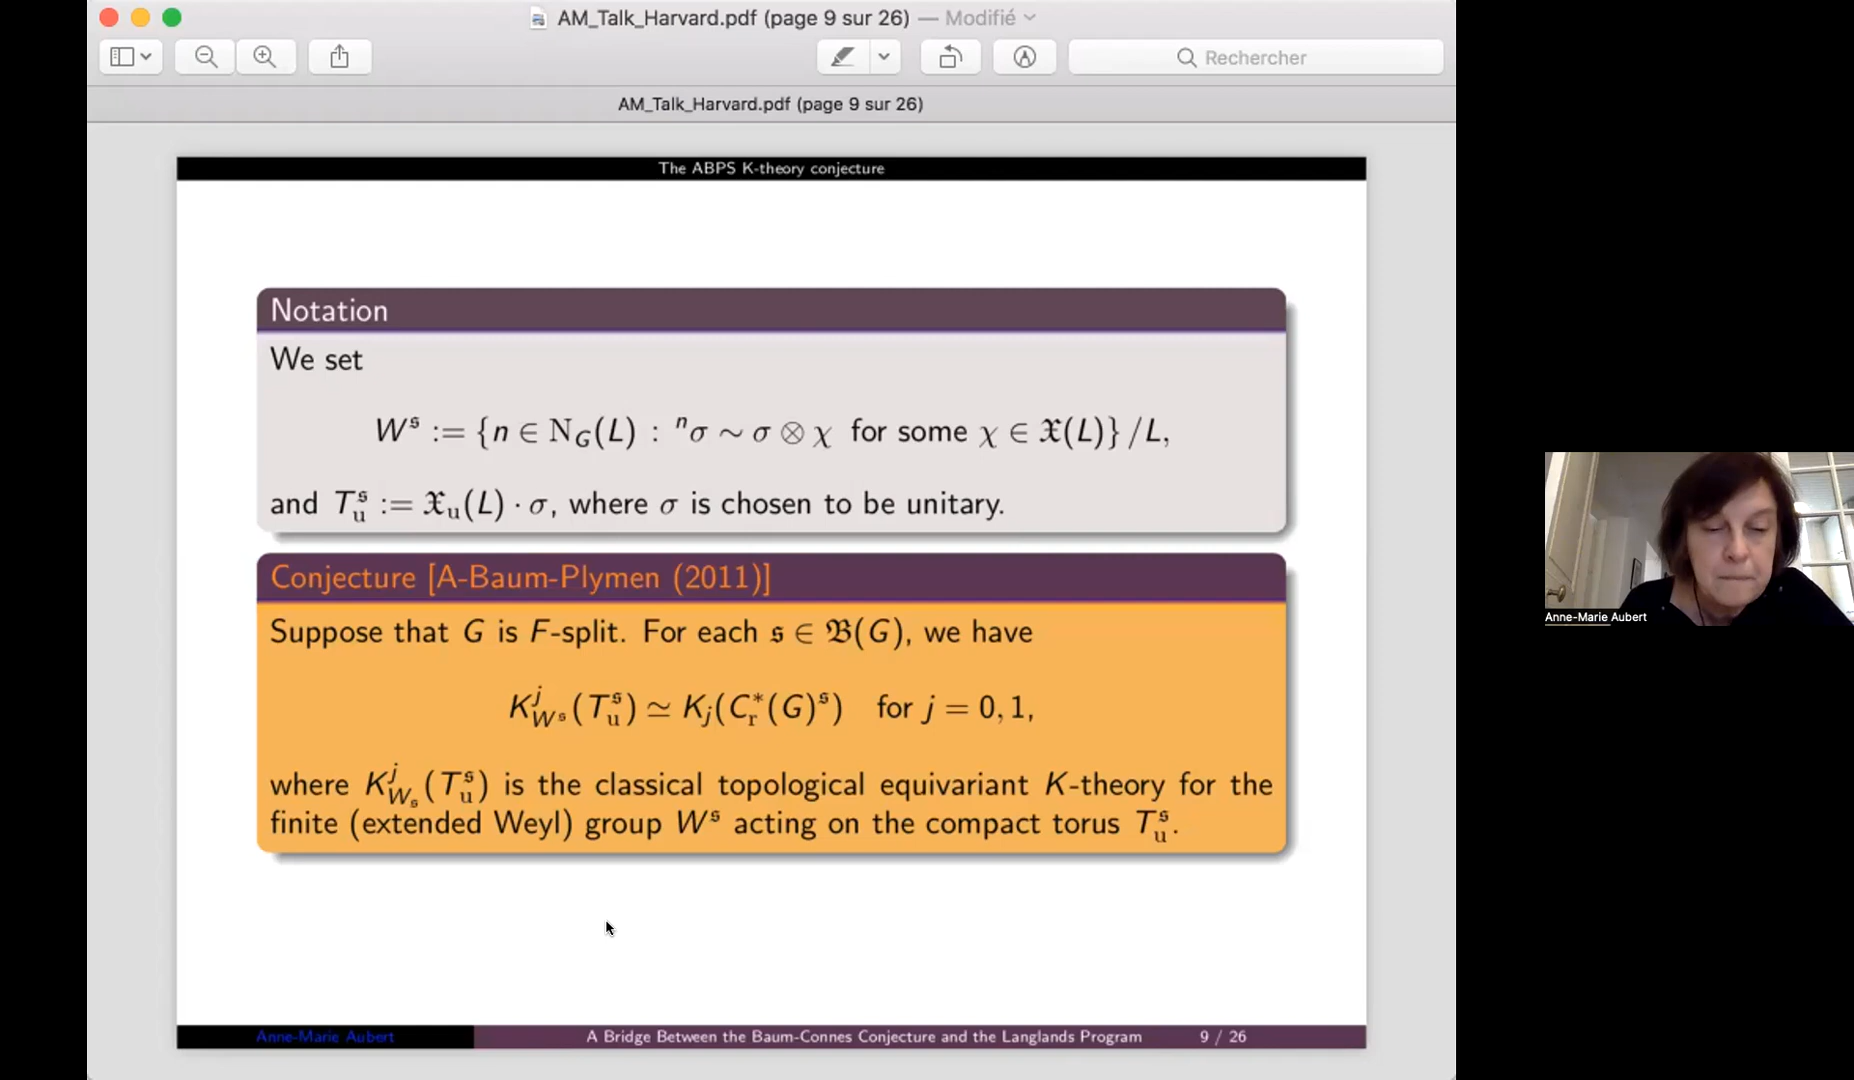 AM_Talk_Harvard.pdf (page 9 sur 26) — Modifié
Rechercher
AM_Talk_Harvard.pdf (page 9 sur 26)
The ABPS K-theory conjecture
Notation
We set
W^𝔰 := {n ∈ N_G(L) : ^nσ ∼ σ ⊗ χ for some χ ∈ 𝔛(L)} /L,
and T_u^𝔰 := 𝔛_u(L) · σ, where σ is chosen to be unitary.
Conjecture [A-Baum-Plymen (2011)]
Suppose that G is F-split. For each 𝔰 ∈ 𝔅(G), we have
K^j_{W^𝔰}(T_u^𝔰) ≃ K_j(C_r^*(G)^𝔰) for j = 0, 1,
where K^j_{W_𝔰}(T_u^𝔰) is the classical topological equivariant K-theory for the
finite (extended Weyl) group W^𝔰 acting on the compact torus T_u^𝔰.
Anne-Marie Aubert
A Bridge Between the Baum-Connes Conjecture and the Langlands Program
9 / 26
Anne-Marie Aubert